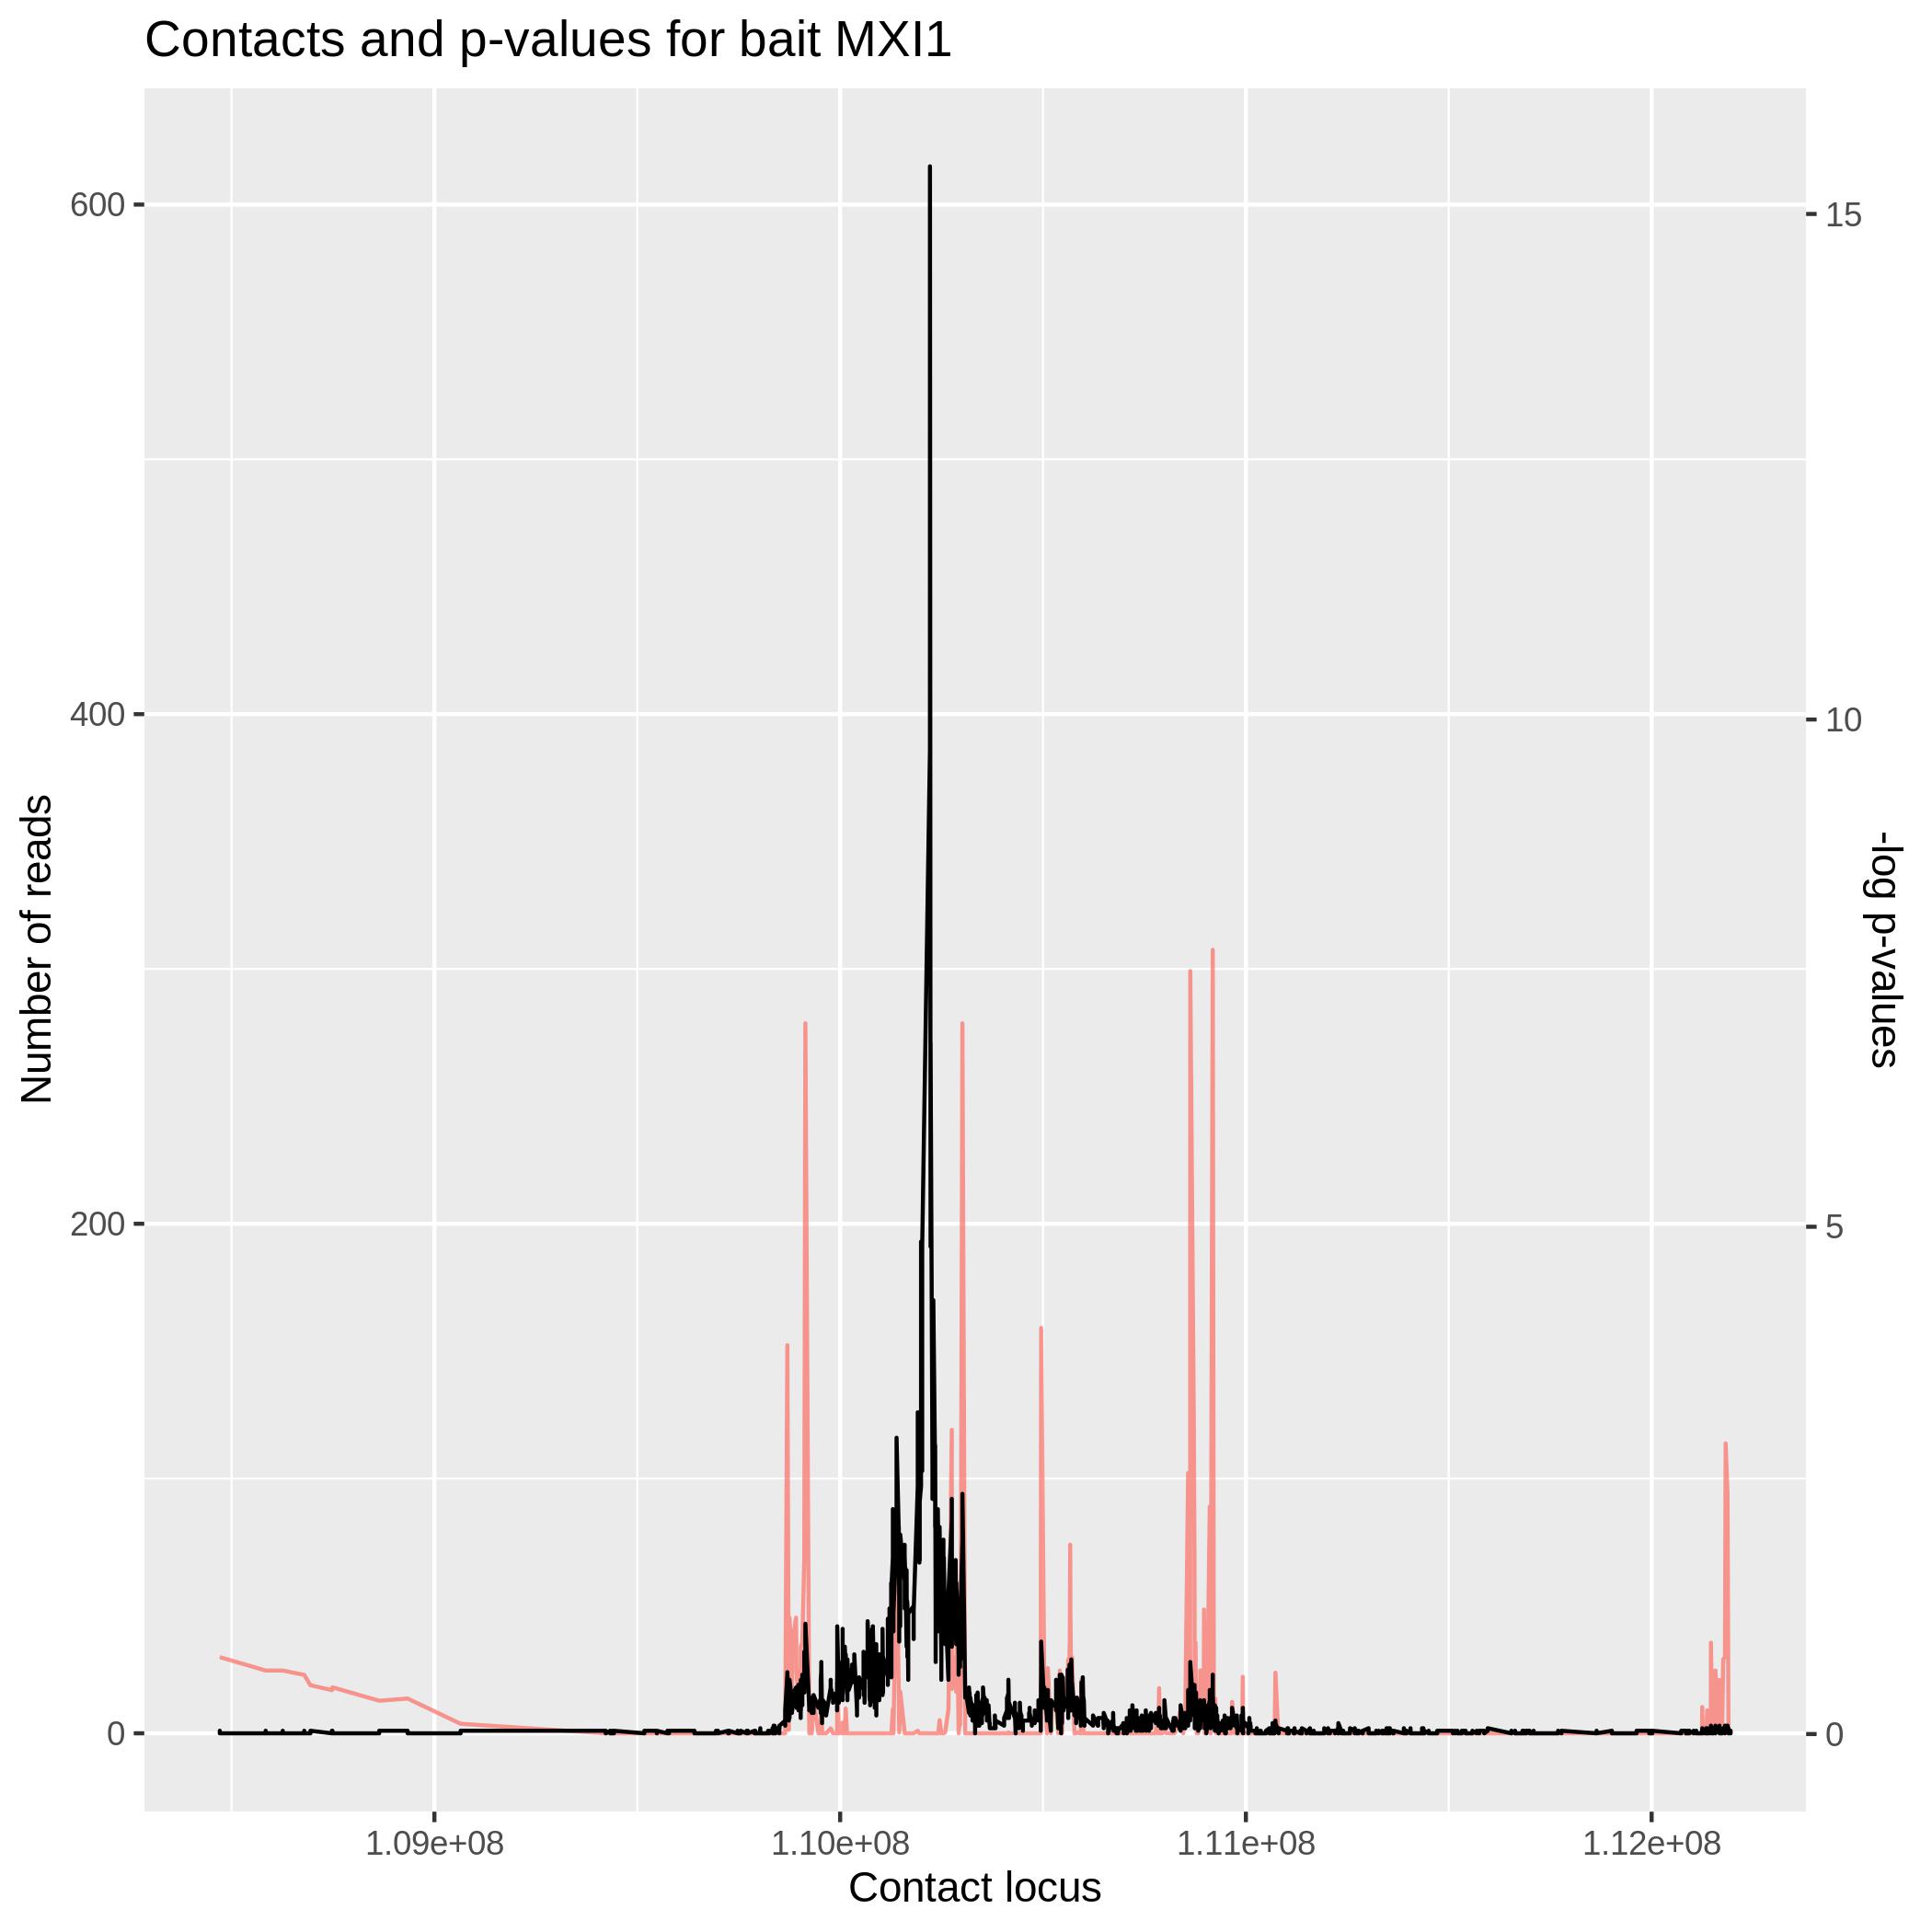 Contacts and p-values for bait MXI1
Number of reads
600
400
200
0
15
10
5
0
-log p-values
1.09e+08
1.10e+08
1.11e+08
1.12e+08
Contact locus